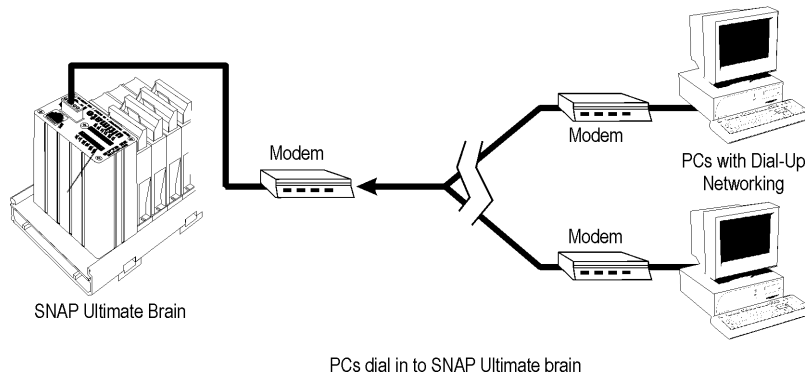 Modem
Modem
PCs with Dial-Up
Networking
Modem
SNAP Ultimate Brain
PCs dial in to SNAP Ultimate brain